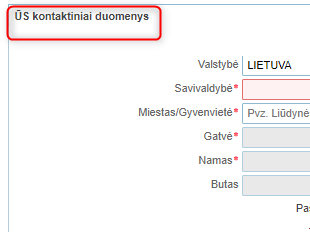 ŪS kontaktiniai duomenys
Valstybė LIETUVA
Savivaldybė*
Miestas/Gyvenvietė* Pvz. Liūdynė
Gatvė*
Namas*
Butas